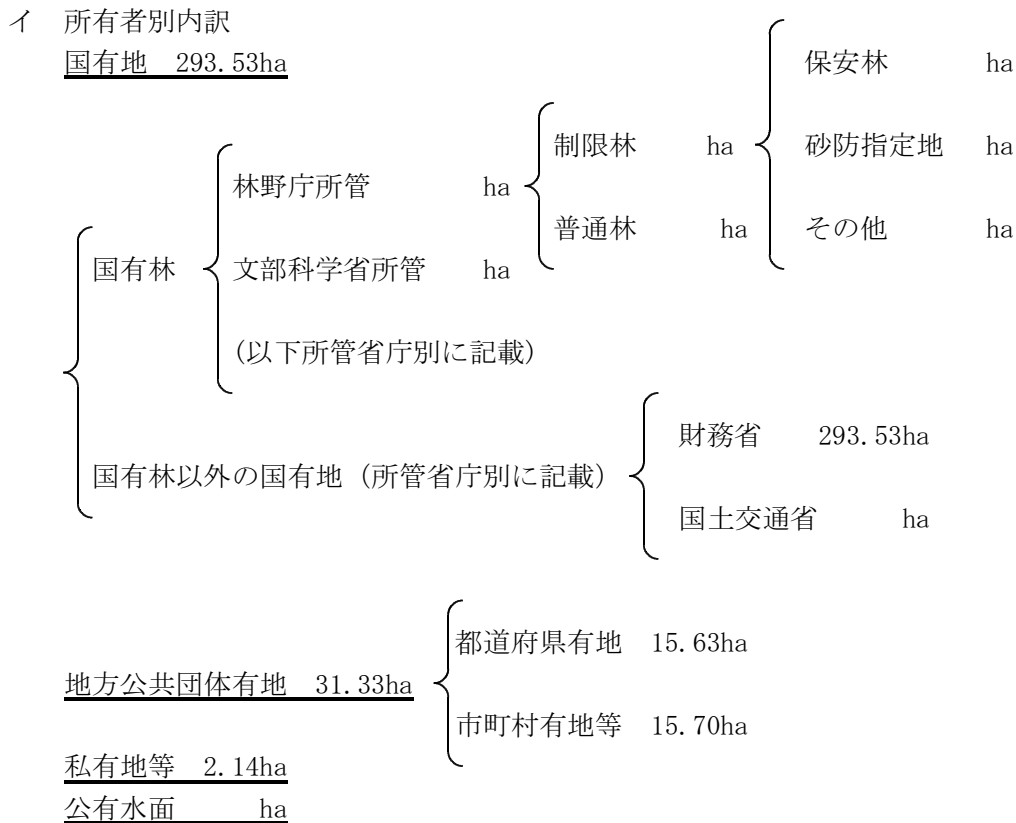 イ 所有者別内訳
国有地 293.53ha
保安林 ha
制限林 ha
砂防指定地 ha
林野庁所管 ha
普通林 ha
その他 ha
国有林
文部科学省所管 ha
(以下所管省庁別に記載)
財務省 293.53ha
国有林以外の国有地(所管省庁別に記載)
国土交通省 ha
都道府県有地 15.63ha
地方公共団体有地 31.33ha
市町村有地等 15.70ha
私有地等 2.14ha
公有水面 ha